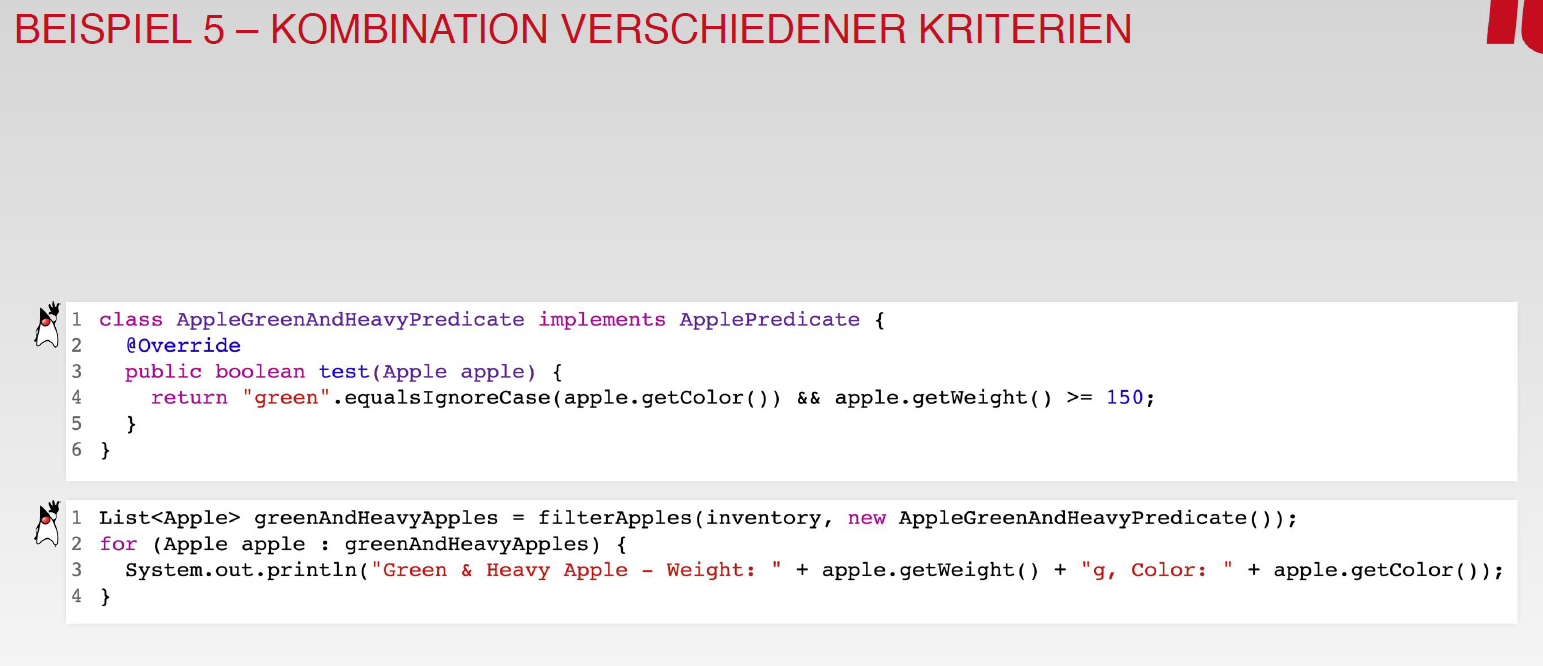 BEISPIEL 5 – KOMBINATION VERSCHIEDENER KRITERIEN
1 class AppleGreenAndHeavyPredicate implements ApplePredicate {
2   @Override
3   public boolean test(Apple apple) {
4     return "green".equalsIgnoreCase(apple.getColor()) && apple.getWeight() >= 150;
5   }
6 }
1 List<Apple> greenAndHeavyApples = filterApples(inventory, new AppleGreenAndHeavyPredicate());
2 for (Apple apple : greenAndHeavyApples) {
3   System.out.println("Green & Heavy Apple - Weight: " + apple.getWeight() + "g, Color: " + apple.getColor());
4 }